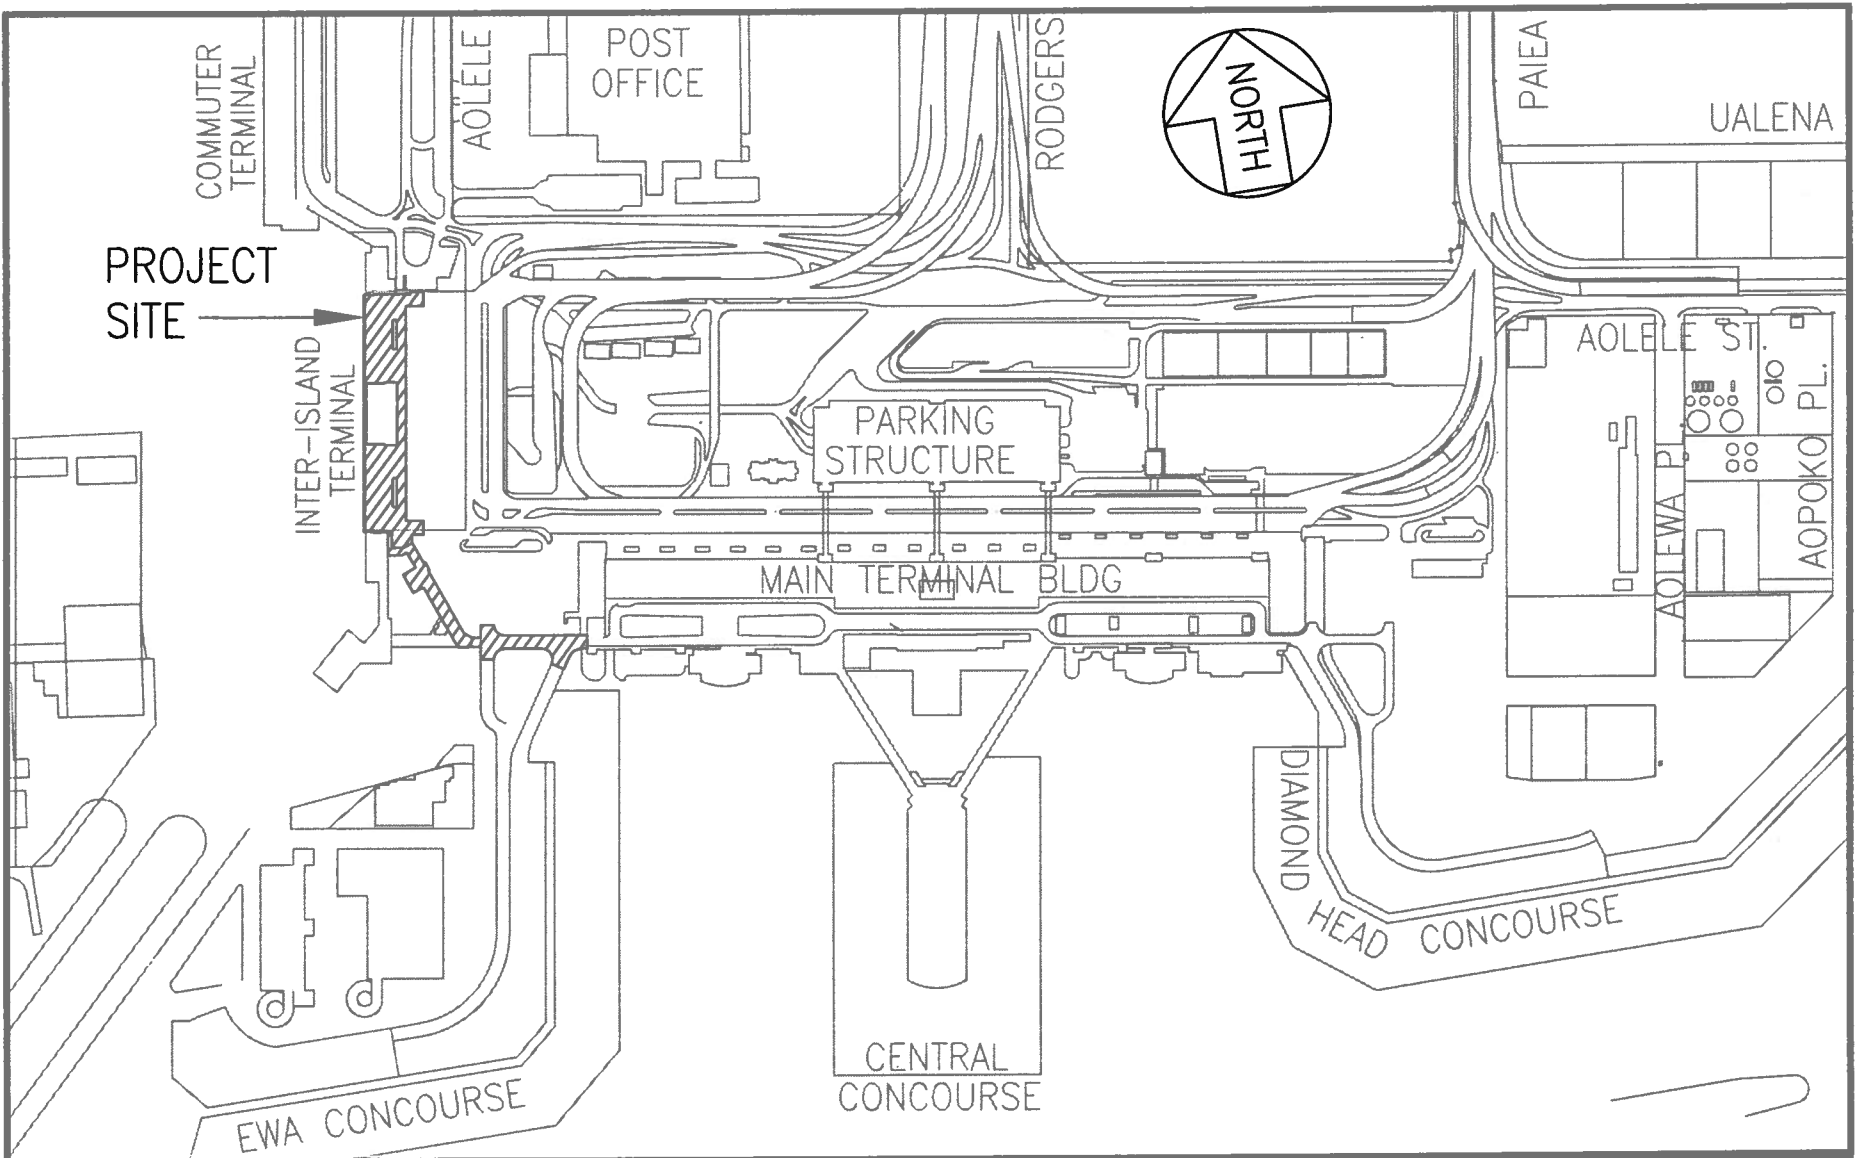 COMMUTER
TERMINAL
AOLELE
POST
OFFICE
RODGERS
NORTH
PAIEA
UALENA
PROJECT
SITE
INTER-ISLAND
TERMINAL
PARKING
STRUCTURE
AOLELE ST.
AOLEWA PL.
AOPOKO PL.
MAIN TERMINAL BLDG
DIAMOND
HEAD CONCOURSE
CENTRAL
CONCOURSE
EWA CONCOURSE